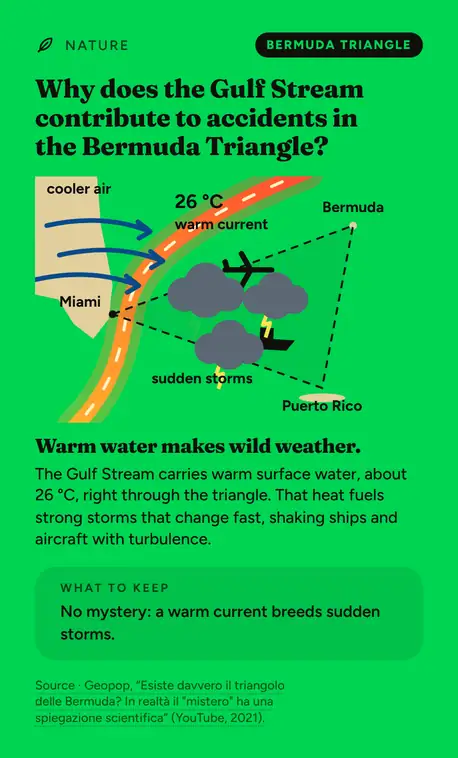 NATURE
BERMUDA TRIANGLE
Why does the Gulf Stream
contribute to accidents in
the Bermuda Triangle?
cooler air
26 °C
warm current
Bermuda
Miami
sudden storms
Puerto Rico
Warm water makes wild weather.
The Gulf Stream carries warm surface water, about
26 °C, right through the triangle. That heat fuels
strong storms that change fast, shaking ships and
aircraft with turbulence.
WHAT TO KEEP
No mystery: a warm current breeds sudden
storms.
Source · Geopop, “Esiste davvero il triangolo
delle Bermuda? In realtà il "mistero" ha una
spiegazione scientifica” (YouTube, 2021).